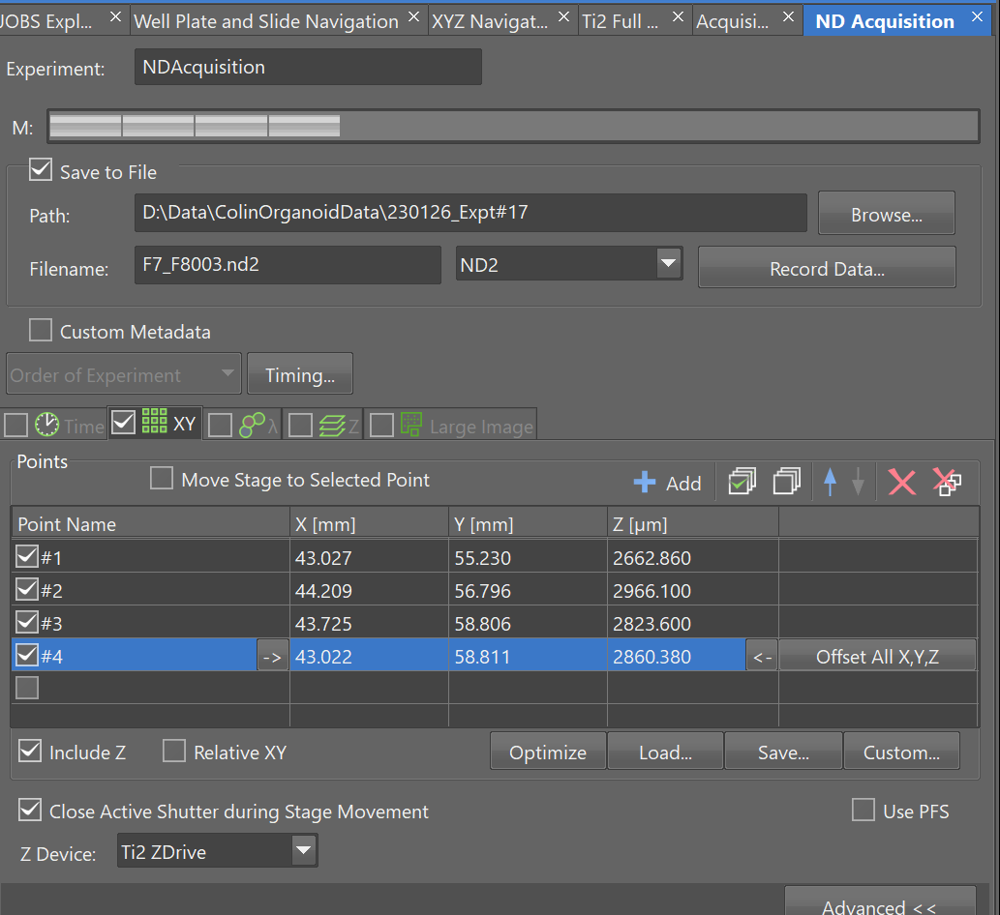 JOBS Expl... Well Plate and Slide Navigation XYZ Navigat... Ti2 Full ... Acquisi... ND Acquisition
Experiment: NDAcquisition
M:
Save to File
Path: D:\Data\ColinOrganoidData\230126_Expt#17 Browse...
Filename: F7_F8003.nd2 ND2 Record Data...
Custom Metadata
Order of Experiment Timing...
Time XY λ Z Large Image
Points
Move Stage to Selected Point Add
Point Name X [mm] Y [mm] Z [µm]
#1 43.027 55.230 2662.860
#2 44.209 56.796 2966.100
#3 43.725 58.806 2823.600
#4 -> 43.022 58.811 2860.380 <- Offset All X,Y,Z
Include Z Relative XY Optimize Load... Save... Custom...
Close Active Shutter during Stage Movement Use PFS
Z Device: Ti2 ZDrive
Advanced <<